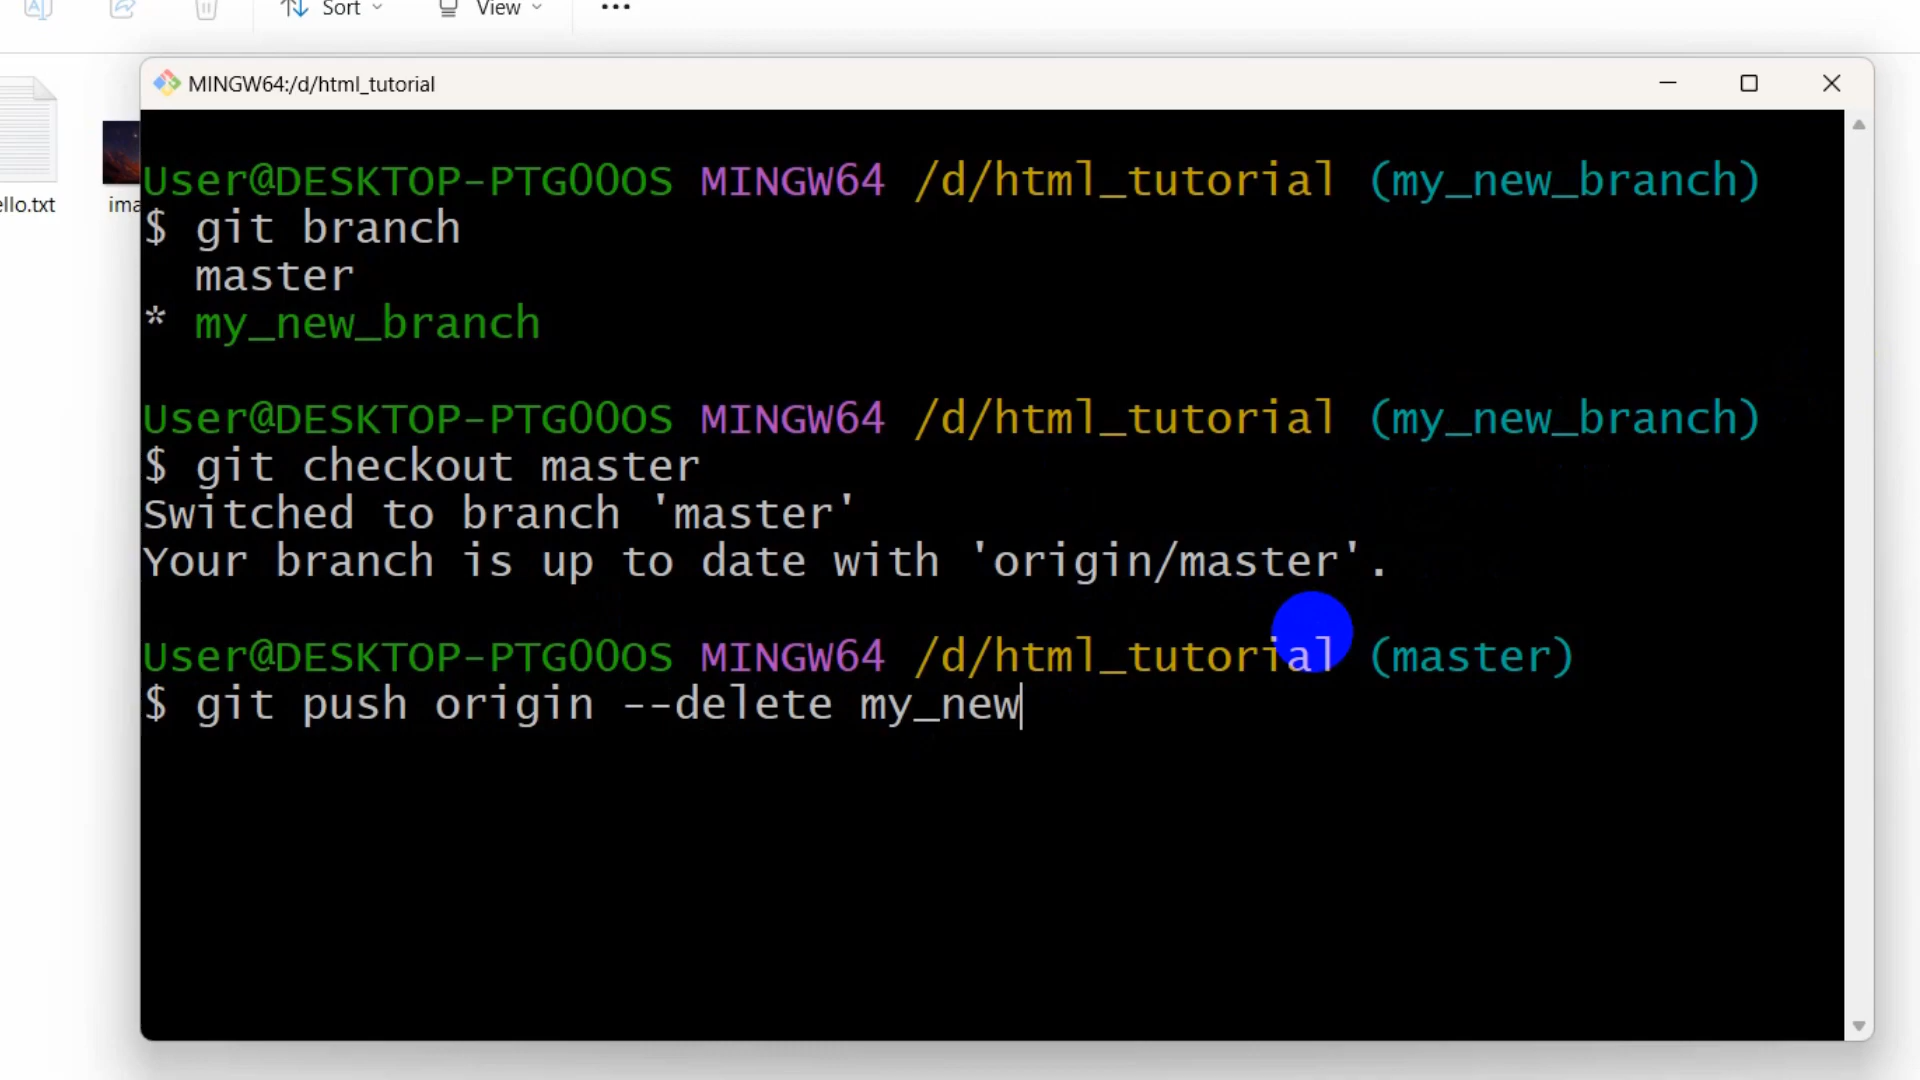 Sort
View
MINGW64:/d/html_tutorial
User@DESKTOP-PTG0OOS MINGW64 /d/html_tutorial (my_new_branch)
$ git branch
master
* my_new_branch
User@DESKTOP-PTG0OOS MINGW64 /d/html_tutorial (my_new_branch)
$ git checkout master
Switched to branch 'master'
Your branch is up to date with 'origin/master'.
User@DESKTOP-PTG0OOS MINGW64 /d/html_tutorial (master)
$ git push origin --delete my_new
ello.txt
ima